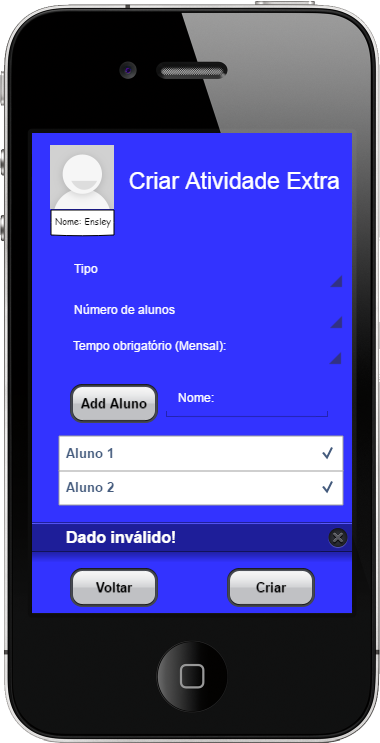 Criar Atividade Extra
Nome: Ensley
Tipo
Número de alunos
Tempo obrigatório (Mensal):
Add Aluno
Nome:
Aluno 1
Aluno 2
Dado inválido!
Voltar
Criar